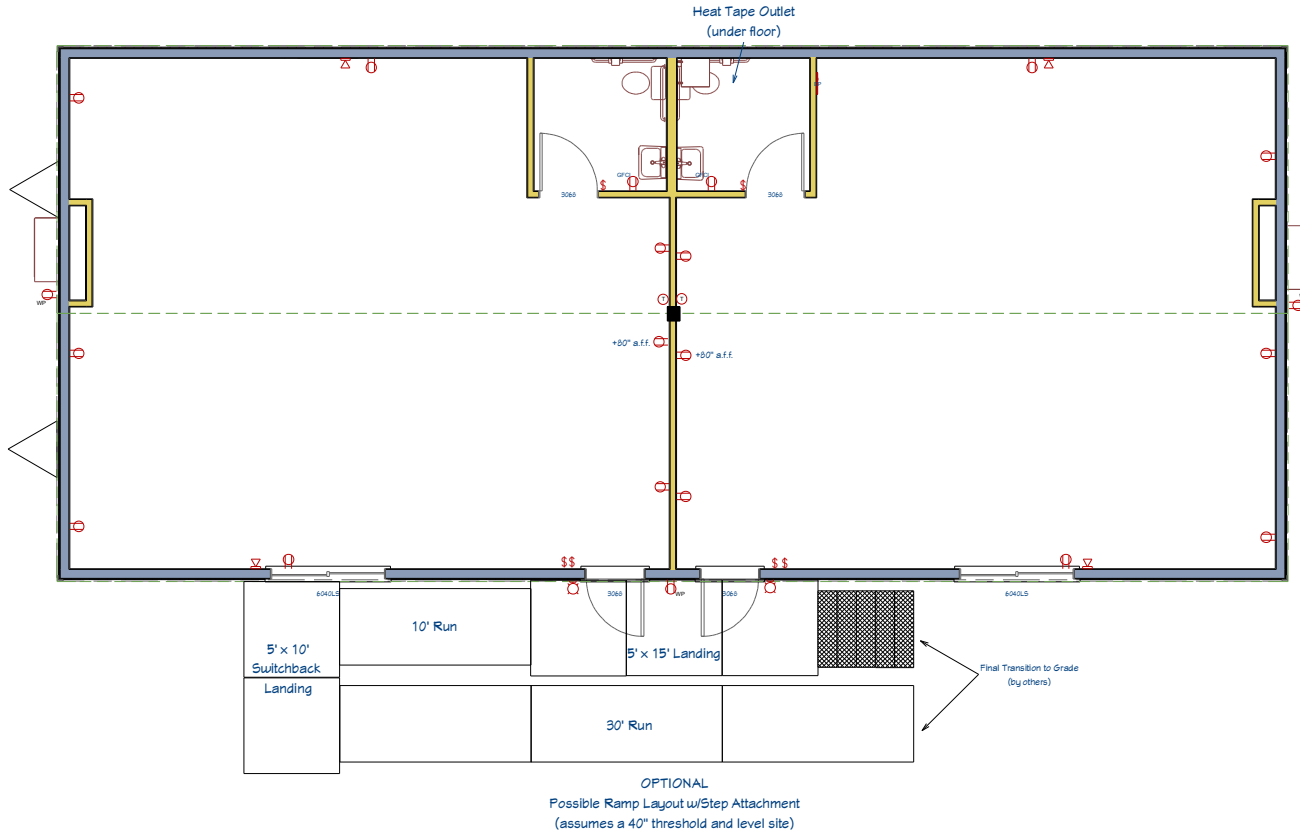 Heat Tape Outlet
(under floor)
WP
GFCI
GFCI
$
$
3068
3068
WP
T
T
+80" a.f.f.
+80" a.f.f.
$$
$$
6040LS
3068
WP
3068
6040LS
10' Run
5' x 10'
Switchback
Landing
5' x 15' Landing
Final Transition to Grade
(by others)
30' Run
OPTIONAL
Possible Ramp Layout w/Step Attachment
(assumes a 40" threshold and level site)